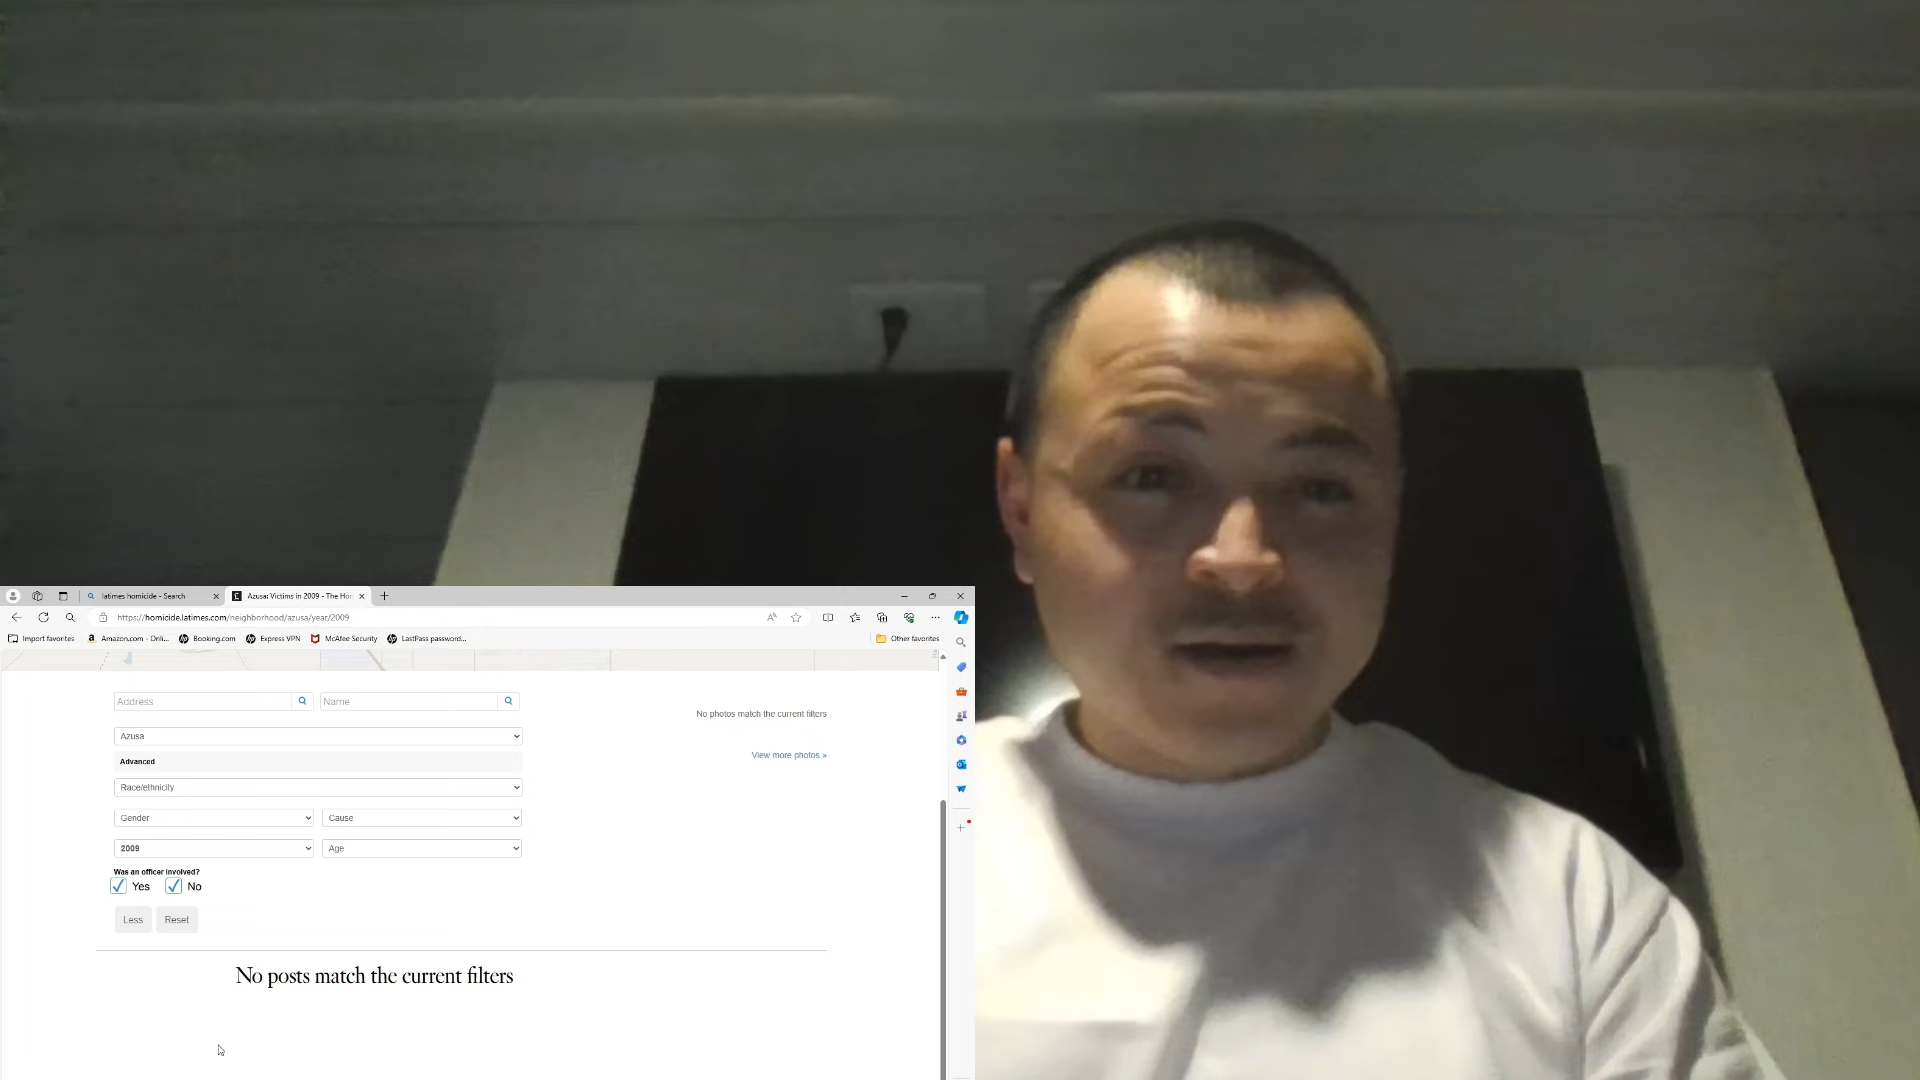 latimes homicide - Search
Azusa: Victims in 2009 - The Hor
https://homicide.latimes.com/neighborhood/azusa/year/2009
Import favorites
Amazon.com - Onli...
Booking.com
Express VPN
McAfee Security
LastPass password...
Other favorites
Address
Name
No photos match the current filters
Azusa
View more photos »
Advanced
Race/ethnicity
Gender
Cause
2009
Age
Was an officer involved?
Yes
No
Less
Reset
No posts match the current filters